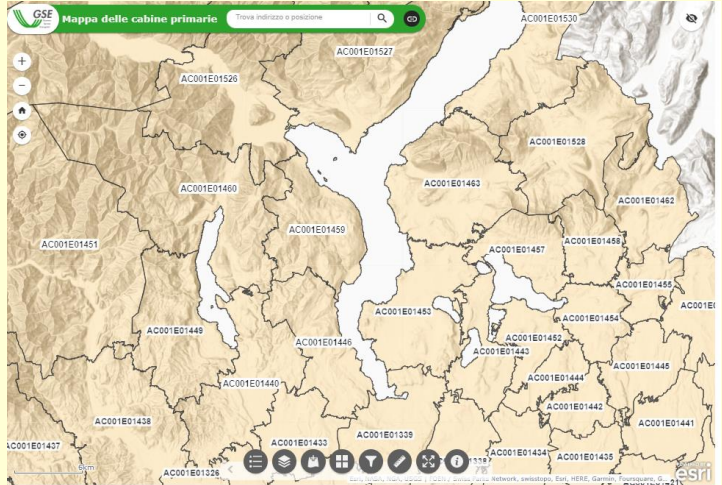 GSE Mappa delle cabine primarie
Trova indirizzo o posizione
AC001E01530
AC001E01527
AC001E01526
AC001E01528
AC001E01463
AC001E01460
AC001E01462
AC001E01459
AC001E01451
AC001E01457
AC001E01458
AC001E01455
AC001E01453
AC001E01454
AC001E01449
AC001E01446
AC001E01452
AC001E01443
AC001E01445
AC001E01444
AC001E01440
AC001E01442
AC001E01438
AC001E01441
AC001E01339
AC001E01433
AC001E01437
AC001E01434
AC001E01435
AC001E01326
6km
esri